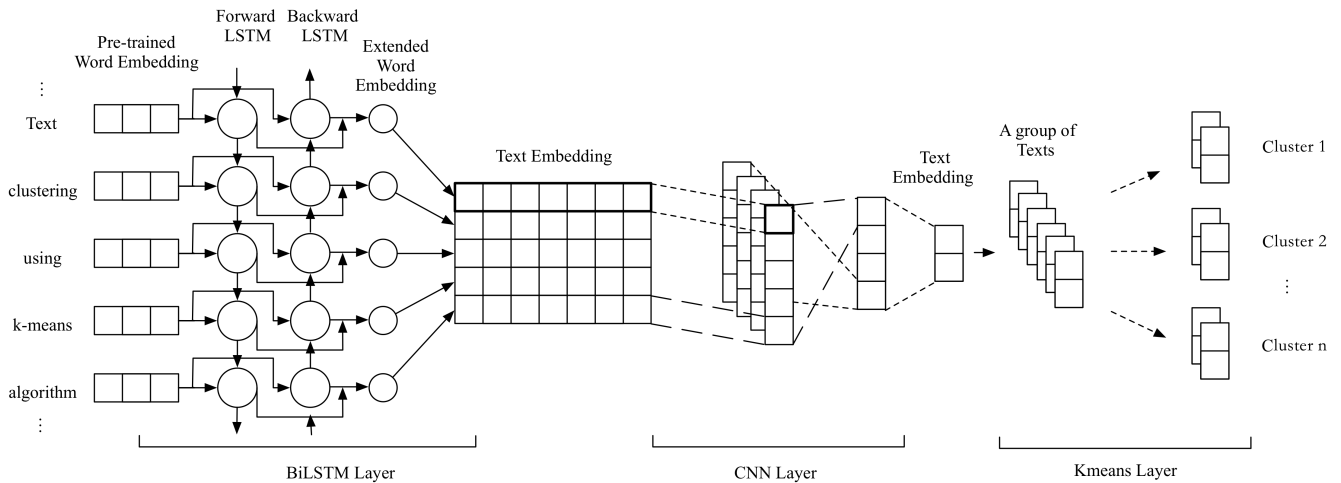 Forward
LSTM
Backward
LSTM
Pre-trained
Word Embedding
Extended
Word
Embedding
⋮
Text
clustering
using
k-means
algorithm
⋮
Text Embedding
Text
Embedding
A group of
Texts
Cluster 1
Cluster 2
⋮
Cluster n
BiLSTM Layer
CNN Layer
Kmeans Layer